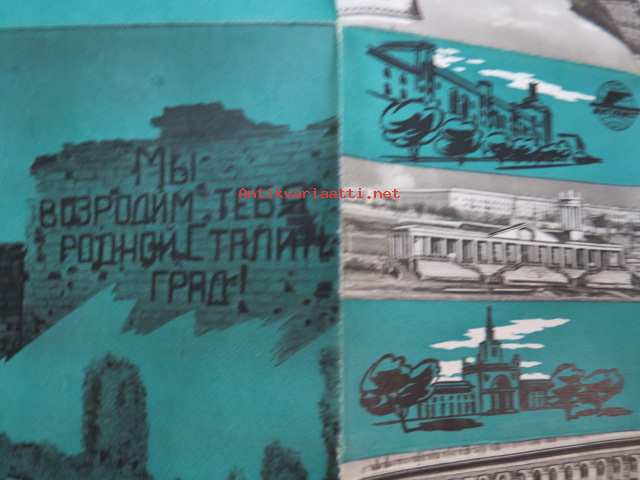 Мы
ВОЗРОДИМ ТЕБЯ
РОДНОЙ СТАЛИН
ГРАД!
Antikvariaatti.net